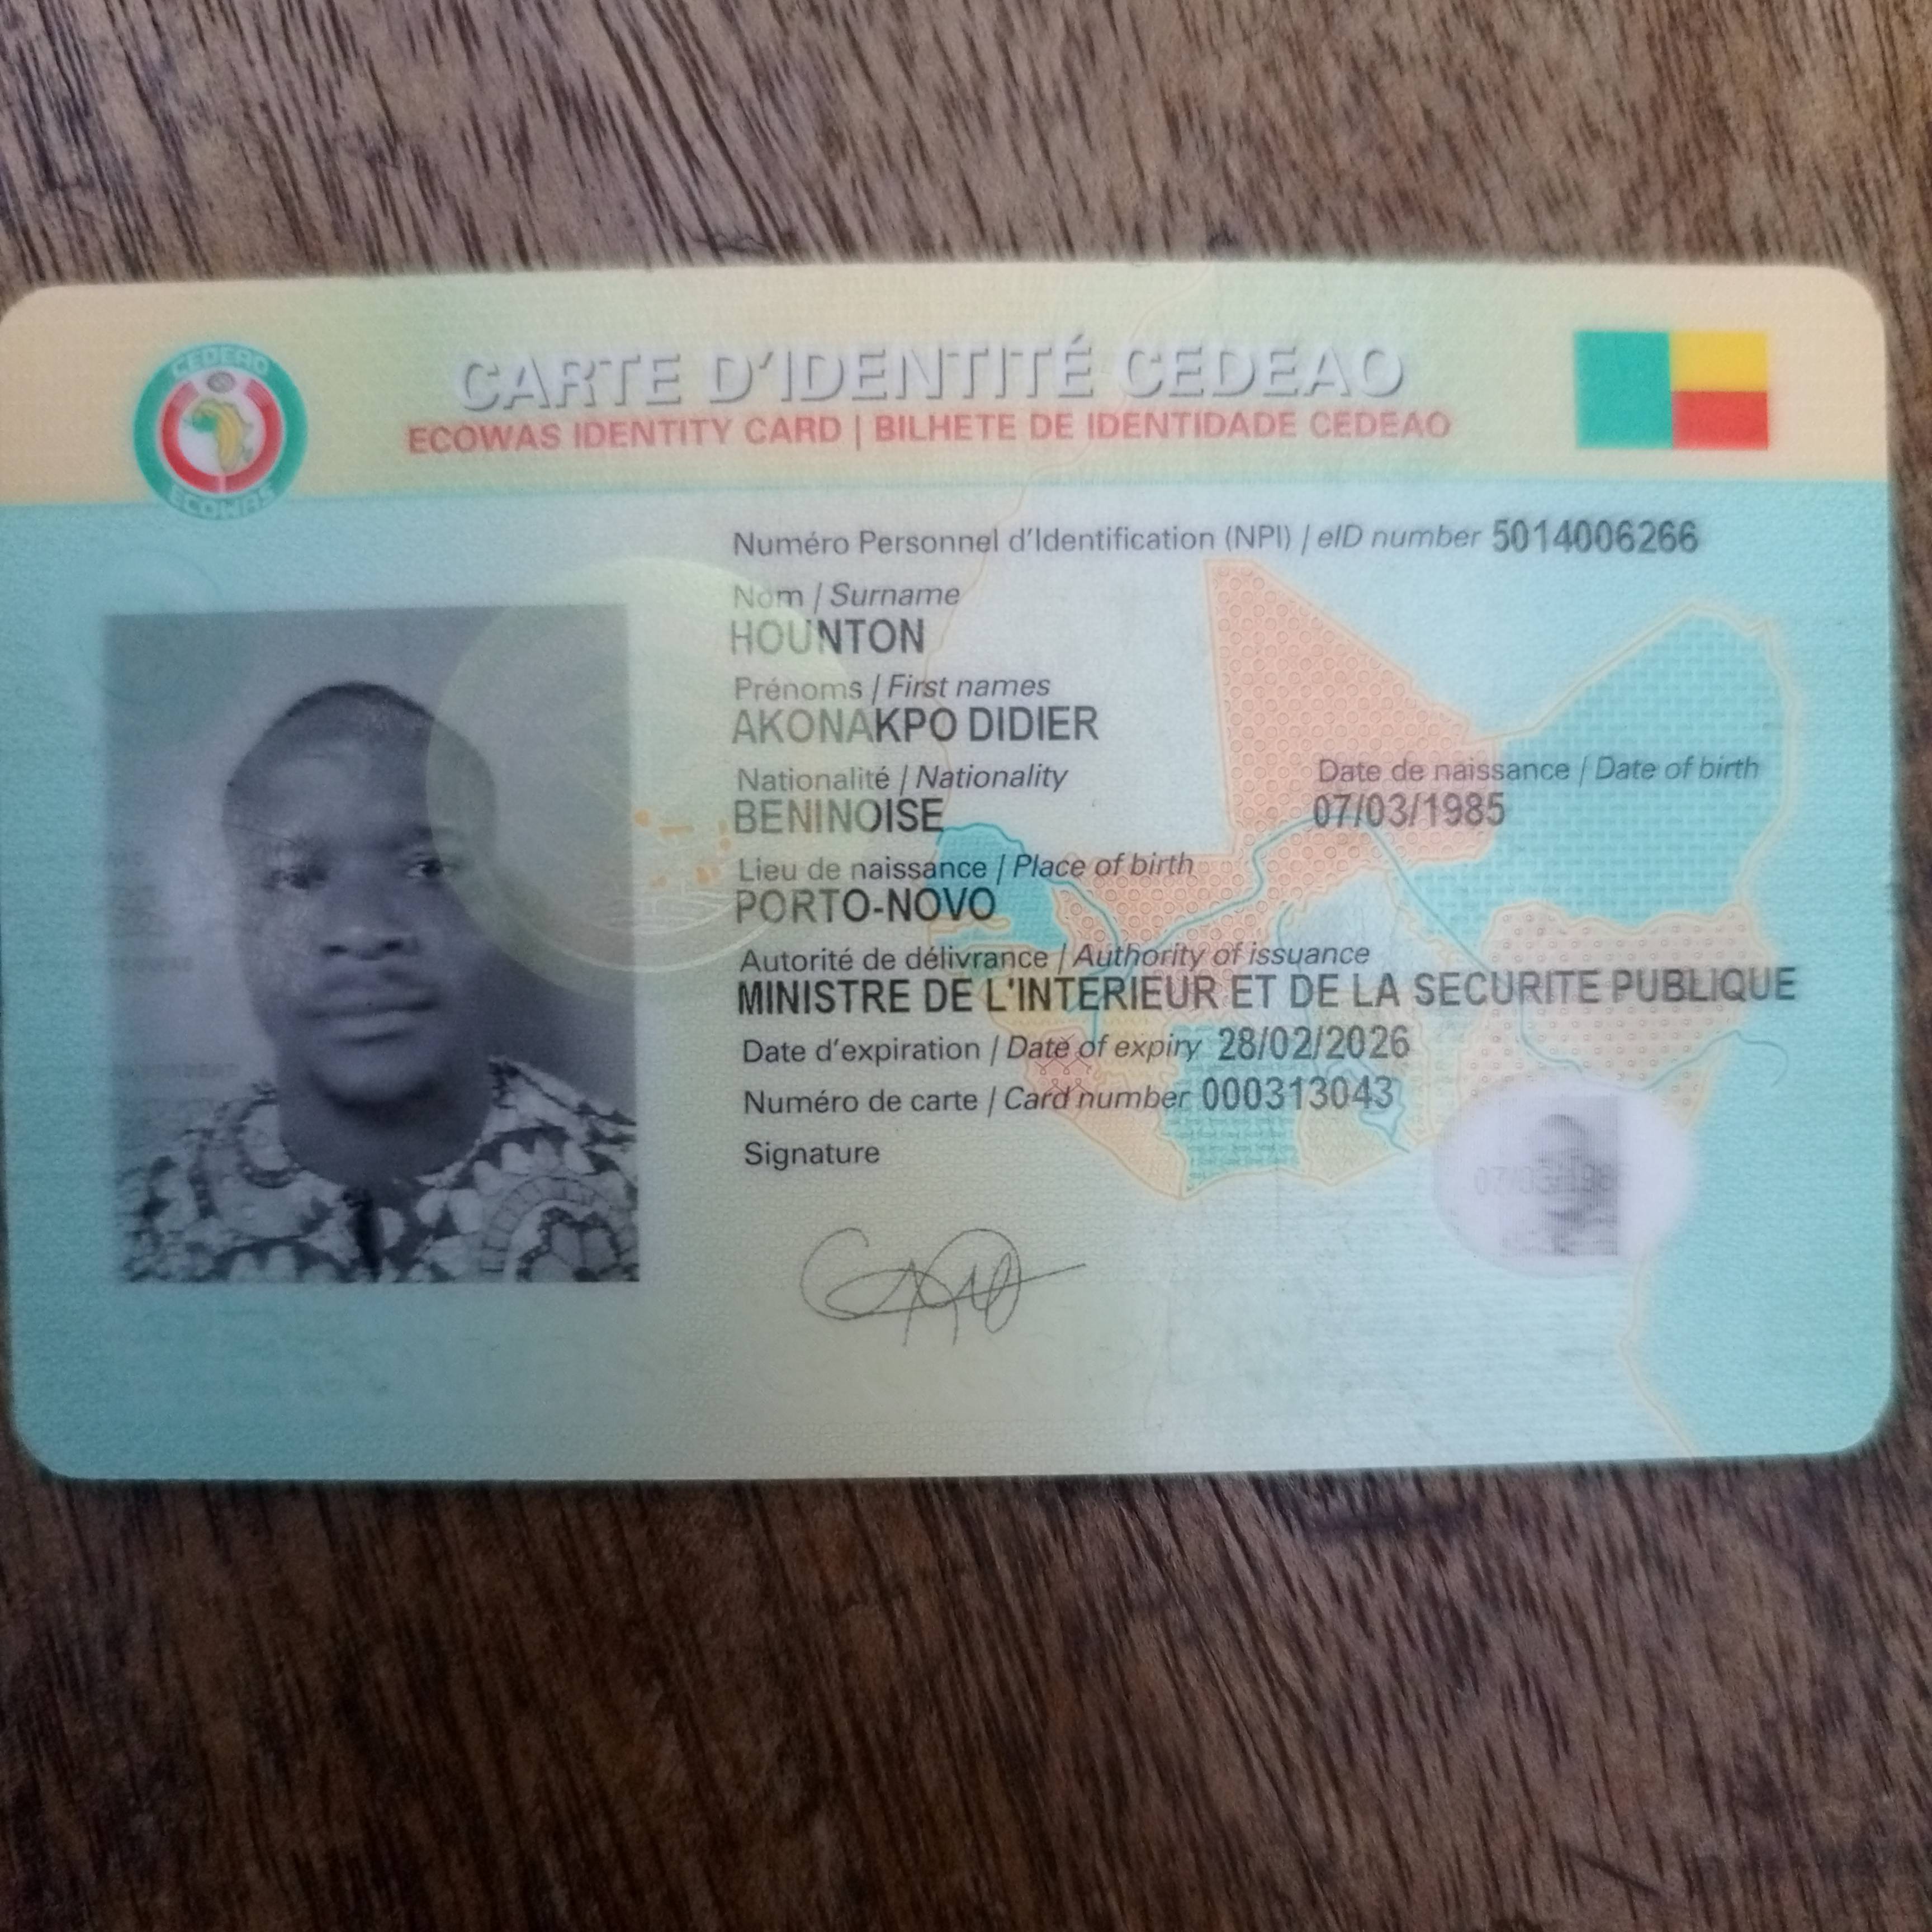 CEDEAO
ECOWAS
CARTE D'IDENTITÉ CEDEAO
ECOWAS IDENTITY CARD | BILHETE DE IDENTIDADE CEDEAO
Numéro Personnel d'Identification (NPI) / eID number 5014006266
Nom / Surname
HOUNTON
Prénoms / First names
AKONAKPO DIDIER
Nationalité / Nationality
BENINOISE
Date de naissance / Date of birth
07/03/1985
Lieu de naissance / Place of birth
PORTO-NOVO
Autorité de délivrance / Authority of issuance
MINISTRE DE L'INTERIEUR ET DE LA SECURITE PUBLIQUE
Date d'expiration / Date of expiry 28/02/2026
Numéro de carte / Card number 000313043
Signature